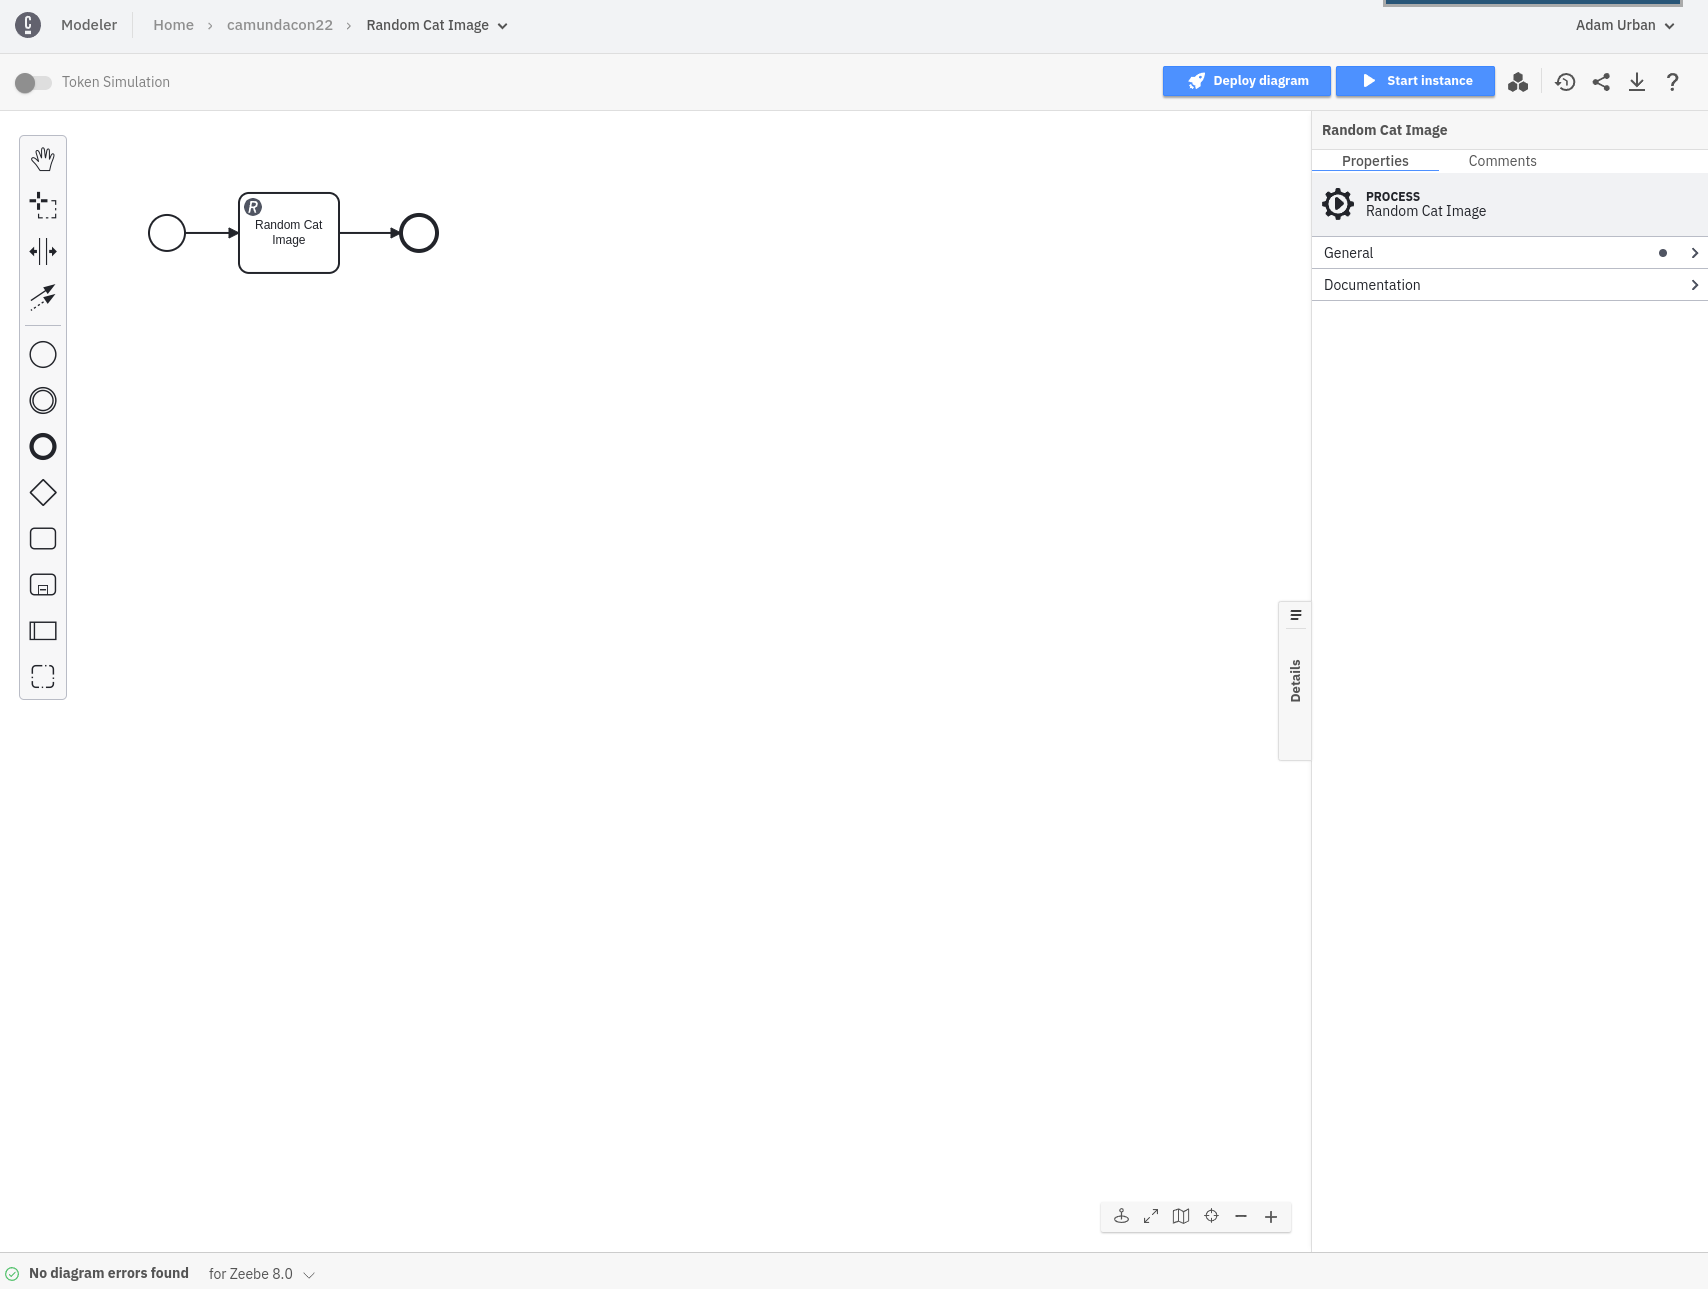 Modeler
Home
camundacon22
Random Cat Image
Adam Urban
Token Simulation
Deploy diagram
Start instance
?
Random Cat Image
Properties
Comments
PROCESS
Random Cat Image
General
Documentation
R
Random Cat
Image
Details
No diagram errors found
for Zeebe 8.0